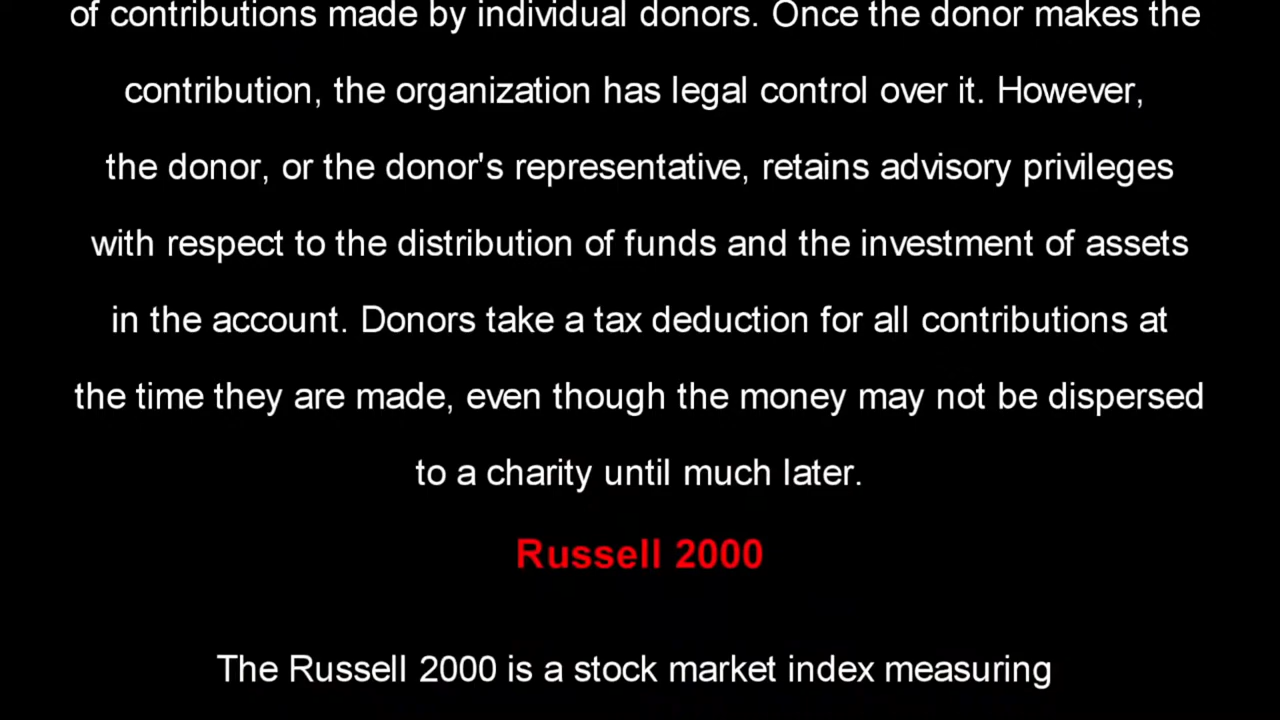 of contributions made by individual donors. Once the donor makes the
contribution, the organization has legal control over it. However,
the donor, or the donor's representative, retains advisory privileges
with respect to the distribution of funds and the investment of assets
in the account. Donors take a tax deduction for all contributions at
the time they are made, even though the money may not be dispersed
to a charity until much later.
Russell 2000
The Russell 2000 is a stock market index measuring